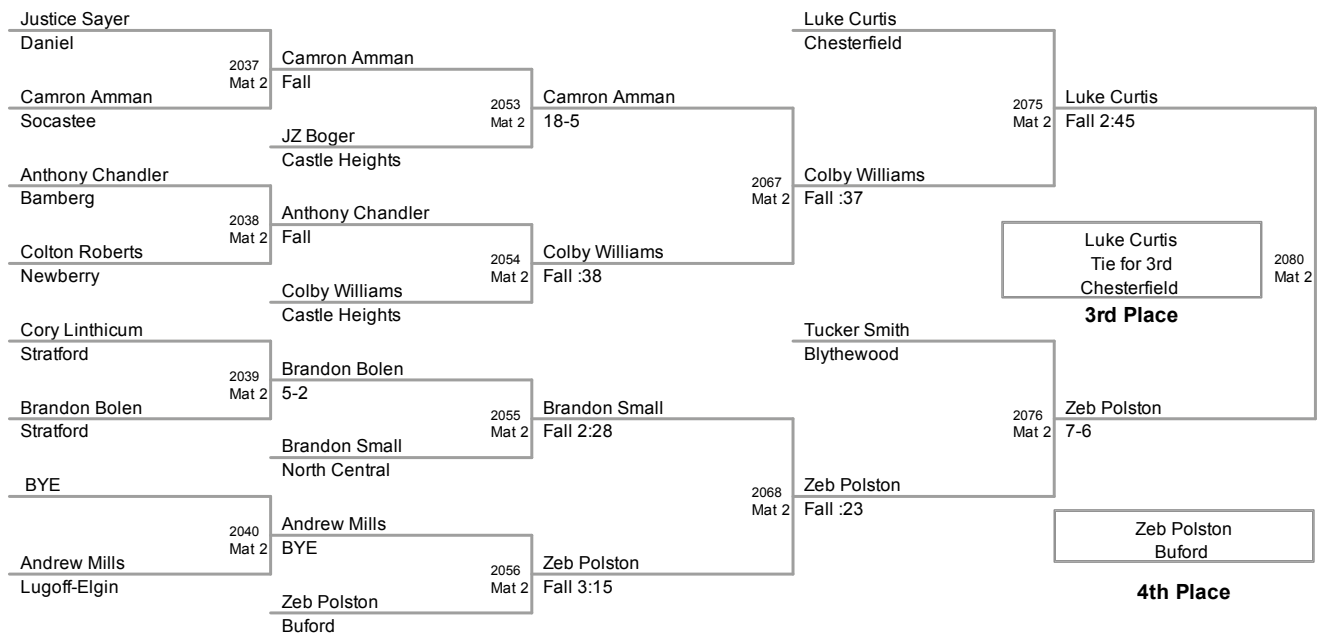 Justice Sayer
Daniel
2037
Mat 2
Camron Amman
Socastee
Camron Amman
Fall
2053
Mat 2
JZ Boger
Castle Heights
Anthony Chandler
Bamberg
2038
Mat 2
Colton Roberts
Newberry
Anthony Chandler
Fall
2054
Mat 2
Colby Williams
Castle Heights
Camron Amman
18-5
2067
Mat 2
Colby Williams
Fall :38
Cory Linthicum
Stratford
2039
Mat 2
Brandon Bolen
Stratford
Brandon Bolen
5-2
2055
Mat 2
Brandon Small
North Central
BYE
2040
Mat 2
Andrew Mills
Lugoff-Elgin
Andrew Mills
BYE
2056
Mat 2
Zeb Polston
Buford
Brandon Small
Fall 2:28
2068
Mat 2
Zeb Polston
Fall 3:15
Luke Curtis
Chesterfield
2075
Mat 2
Colby Williams
Fall :37
Luke Curtis
Fall 2:45
Luke Curtis
Tie for 3rd
Chesterfield
3rd Place
2080
Mat 2
Tucker Smith
Blythewood
2076
Mat 2
Zeb Polston
Fall :23
Zeb Polston
7-6
Zeb Polston
Buford
4th Place